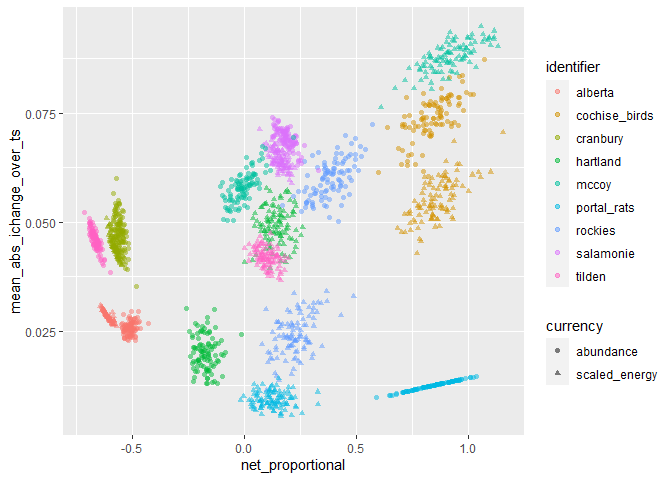 mean_abs_ichange_over_ts
0.075
0.050
0.025
-0.5
0.0
0.5
1.0
net_proportional
identifier
alberta
cochise_birds
cranbury
hartland
mccoy
portal_rats
rockies
salamonie
tilden
currency
abundance
scaled_energy